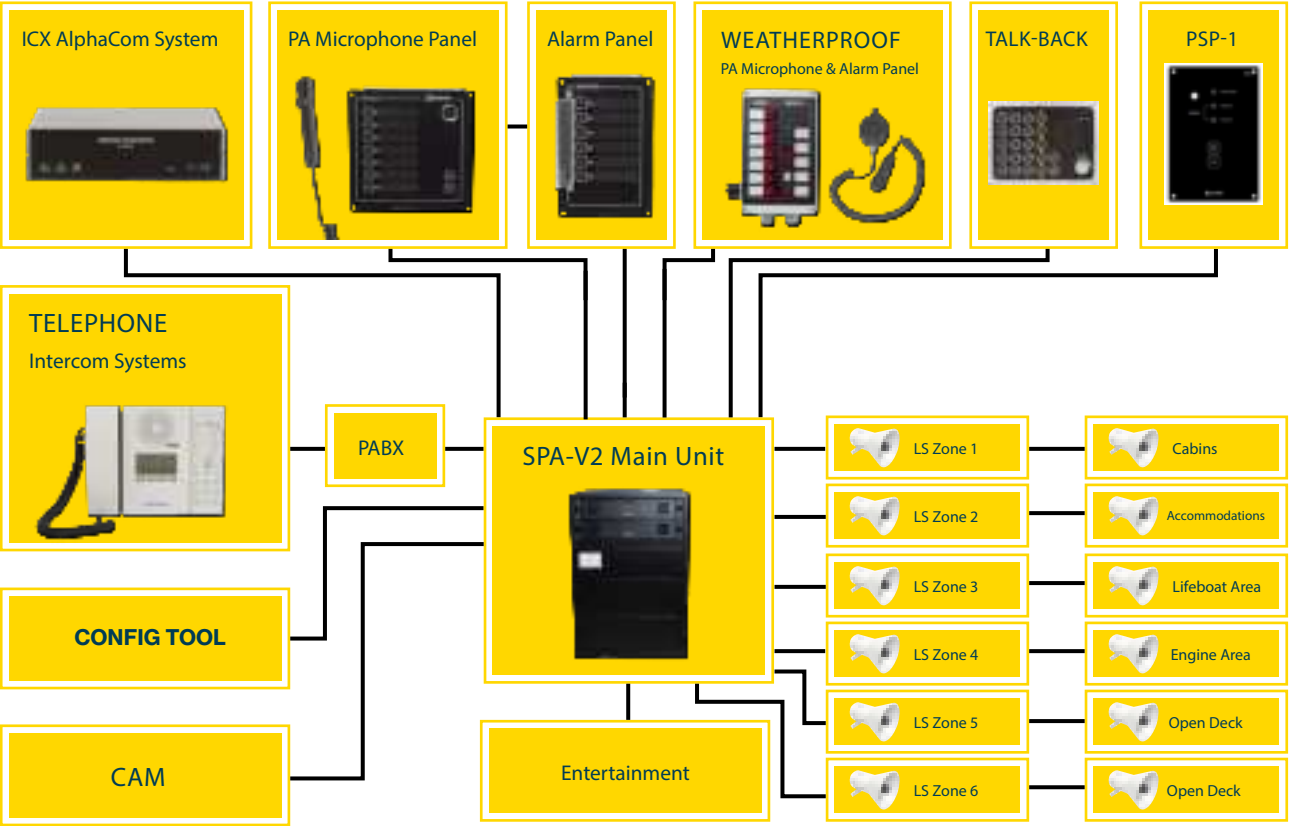 ICX AlphaCom System
PA Microphone Panel
Alarm Panel
WEATHERPROOF
PA Microphone & Alarm Panel
TALK-BACK
PSP-1
TELEPHONE
Intercom Systems
PABX
SPA-V2 Main Unit
CONFIG TOOL
CAM
Entertainment
LS Zone 1
Cabins
LS Zone 2
Accommodations
LS Zone 3
Lifeboat Area
LS Zone 4
Engine Area
LS Zone 5
Open Deck
LS Zone 6
Open Deck